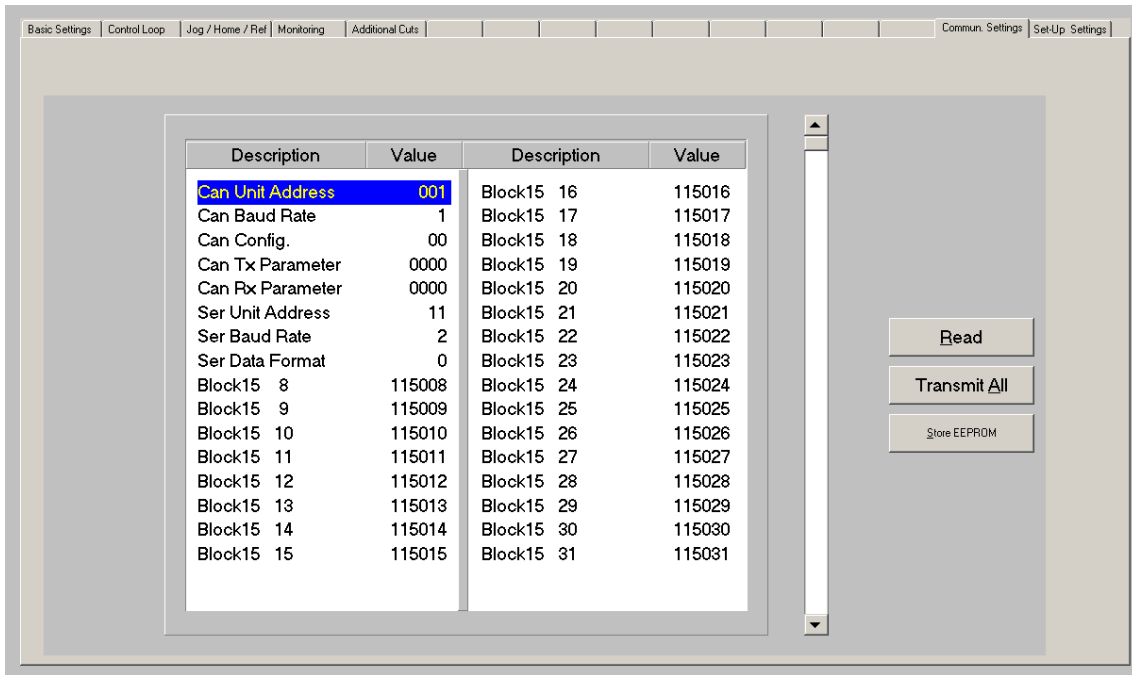 Basic Settings Control Loop Jog / Home / Ref Monitoring Additional Cuts Commun. Settings Set-Up Settings
Description Value Description Value
Can Unit Address 001 Block15 16 115016
Can Baud Rate 1 Block15 17 115017
Can Config. 00 Block15 18 115018
Can Tx Parameter 0000 Block15 19 115019
Can Rx Parameter 0000 Block15 20 115020
Ser Unit Address 11 Block15 21 115021
Ser Baud Rate 2 Block15 22 115022
Ser Data Format 0 Block15 23 115023
Block15 8 115008 Block15 24 115024
Block15 9 115009 Block15 25 115025
Block15 10 115010 Block15 26 115026
Block15 11 115011 Block15 27 115027
Block15 12 115012 Block15 28 115028
Block15 13 115013 Block15 29 115029
Block15 14 115014 Block15 30 115030
Block15 15 115015 Block15 31 115031
Read
Transmit All
Store EEPROM